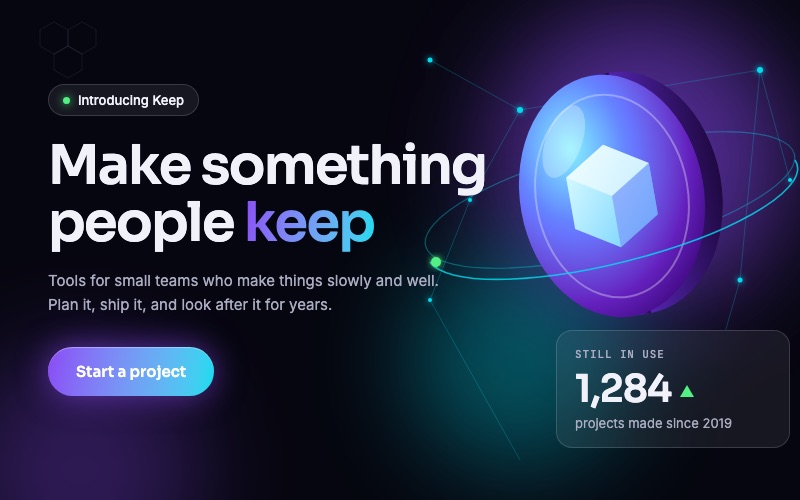 Introducing Keep
Make something
people keep
Tools for small teams who make things slowly and well.
Plan it, ship it, and look after it for years.
Start a project
STILL IN USE
1,284
projects made since 2019